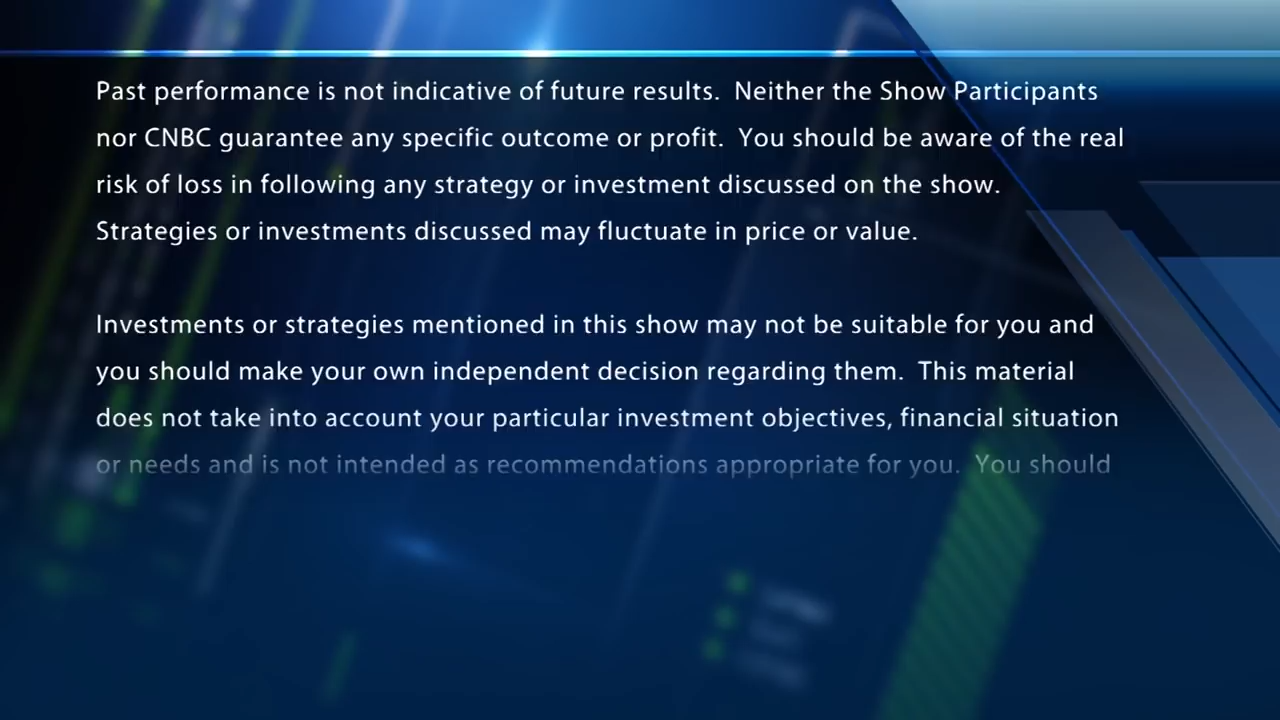 Past performance is not indicative of future results.  Neither the Show Participants
nor CNBC guarantee any specific outcome or profit.  You should be aware of the real
risk of loss in following any strategy or investment discussed on the show.
Strategies or investments discussed may fluctuate in price or value.
Investments or strategies mentioned in this show may not be suitable for you and
you should make your own independent decision regarding them.  This material
does not take into account your particular investment objectives, financial situation
or needs and is not intended as recommendations appropriate for you.  You should